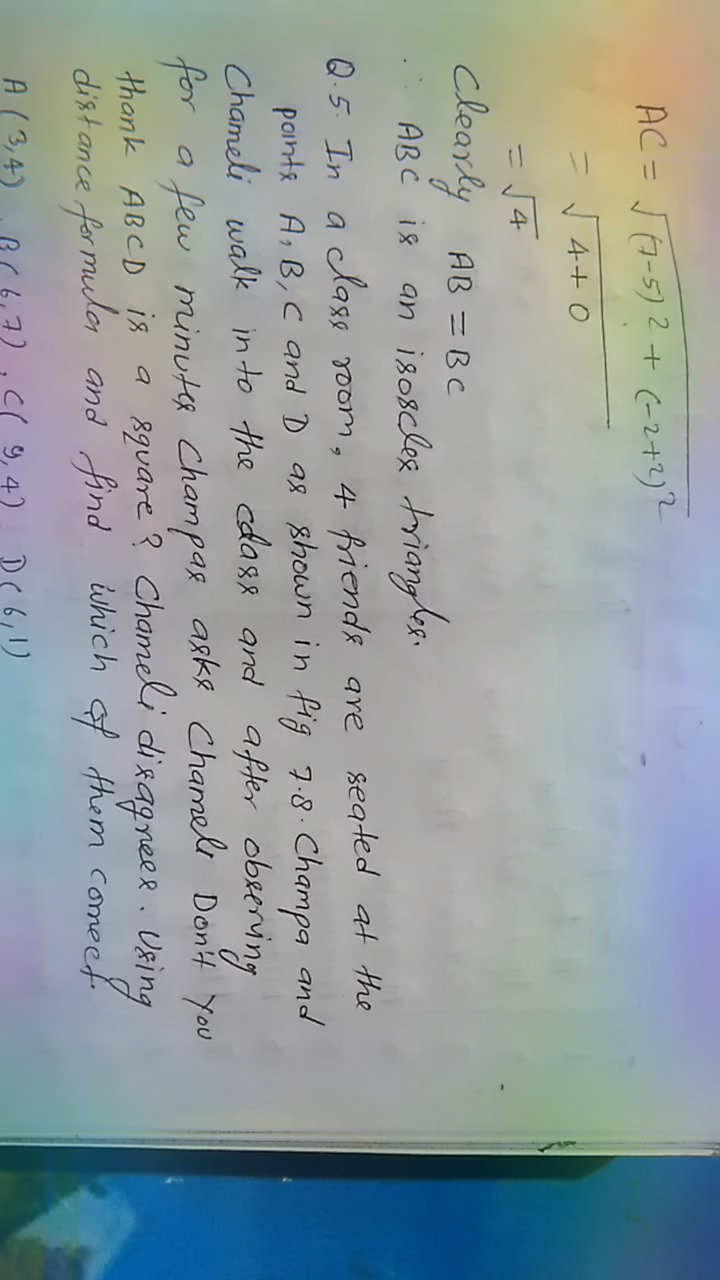 AC = √(7-5)2 + (-2+2)2
= √4+0
= √4
Clearly AB = BC
∴ ABC is an isoscles triangles.
Q.5. In a class room, 4 friends are seated at the
points A, B, C and D as shown in fig 7.8. Champa and
Chameli walk into the class and after observing
for a few minutes Champas asks Chameli Don't You
thank ABCD is a square? Chameli disagrees. Using
distance formula and find which of them correct.
A(3,4), B(6,7), C(9,4), D(6,1)